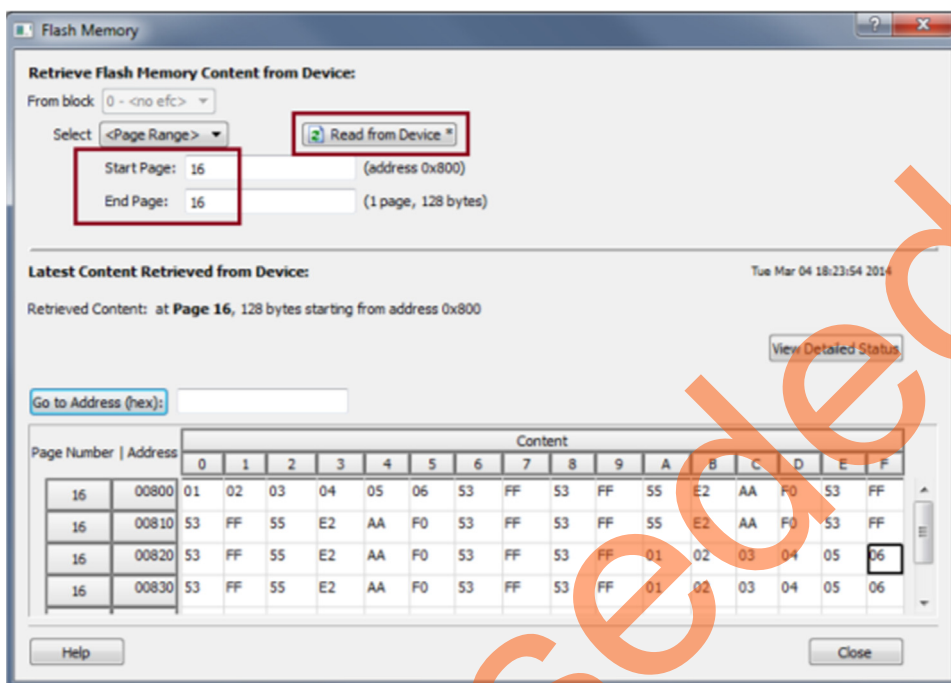 Flash Memory
Retrieve Flash Memory Content from Device:
From block 0 - <no efc>
Select <Page Range> Read from Device *
Start Page: 16 (address 0x800)
End Page: 16 (1 page, 128 bytes)
Latest Content Retrieved from Device: Tue Mar 04 18:23:54 2014
Retrieved Content: at Page 16, 128 bytes starting from address 0x800
View Detailed Status
Go to Address (hex):
Content
Page Number | Address
0 1 2 3 4 5 6 7 8 9 A B C D E F
16 00800 01 02 03 04 05 06 53 FF 53 FF 55 E2 AA F0 53 FF
16 00810 53 FF 55 E2 AA F0 53 FF 53 FF 55 E2 AA F0 53 FF
16 00820 53 FF 55 E2 AA F0 53 FF 53 FF 01 02 03 04 05 06
16 00830 53 FF 55 E2 AA F0 53 FF 53 FF 01 02 03 04 05 06
Help Close
seded